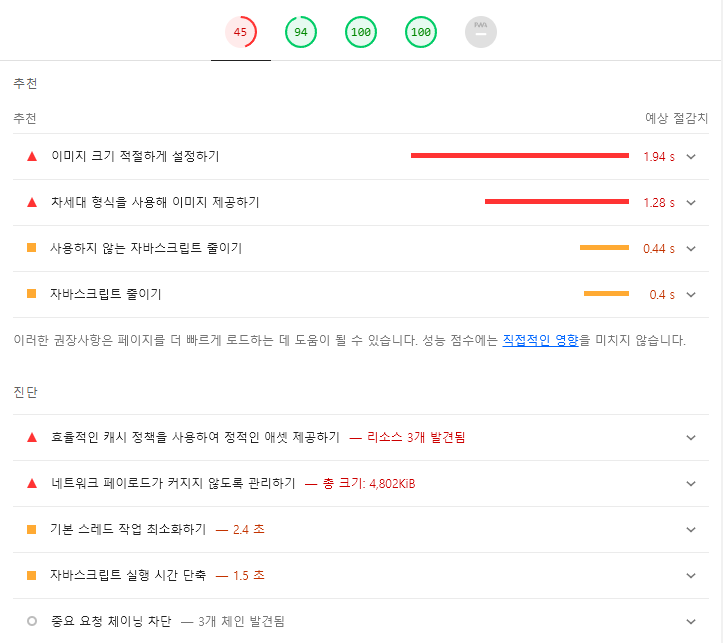 45 94 100 100 PWA
추천
추천 예상 절감치
이미지 크기 적절하게 설정하기 1.94 s
차세대 형식을 사용해 이미지 제공하기 1.28 s
사용하지 않는 자바스크립트 줄이기 0.44 s
자바스크립트 줄이기 0.4 s
이러한 권장사항은 페이지를 더 빠르게 로드하는 데 도움이 될 수 있습니다. 성능 점수에는 직접적인 영향을 미치지 않습니다.
진단
효율적인 캐시 정책을 사용하여 정적인 애셋 제공하기 — 리소스 3개 발견됨
네트워크 페이로드가 커지지 않도록 관리하기 — 총 크기: 4,802KiB
기본 스레드 작업 최소화하기 — 2.4 초
자바스크립트 실행 시간 단축 — 1.5 초
중요 요청 체이닝 차단 — 3개 체인 발견됨